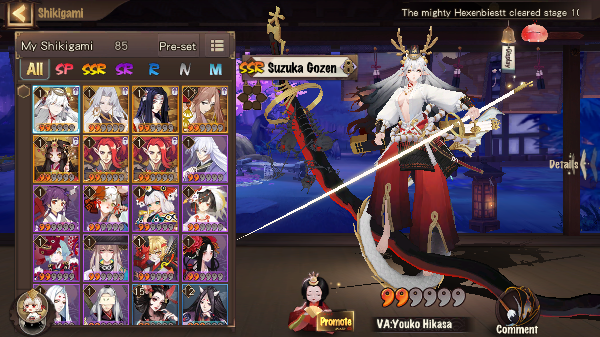 Shikigami
The mighty Hexenbiestt cleared stage 10
My Shikigami 85 Pre-set
All SP SSR SR R N M
SSR Suzuka Gozen
Display
Details
Promote
VA:Youko Hikasa
Comment